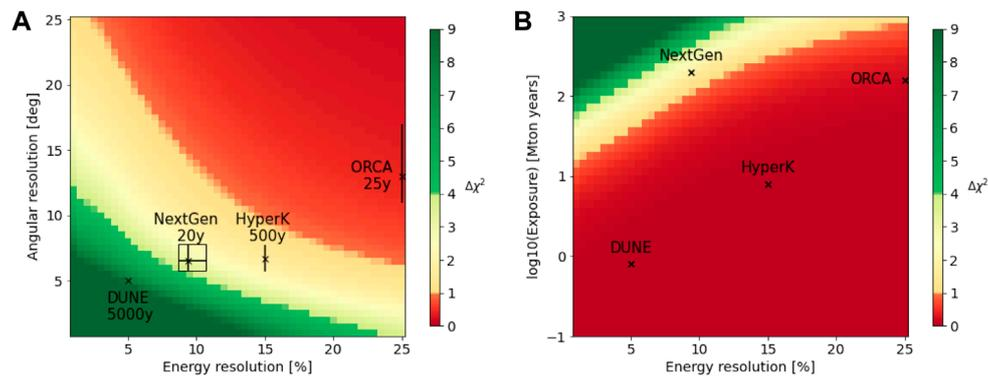 A
25
20
15
10
5
Angular resolution [deg]
ORCA
25y
NextGen
20y
HyperK
500y
DUNE
5000y
5
10
15
20
25
Energy resolution [%]
9
8
7
6
5
4
3
2
1
0
Δχ²
B
3
2
1
0
−1
log10(Exposure) [Mton years]
NextGen
ORCA
HyperK
DUNE
5
10
15
20
25
Energy resolution [%]
9
8
7
6
5
4
3
2
1
0
Δχ²